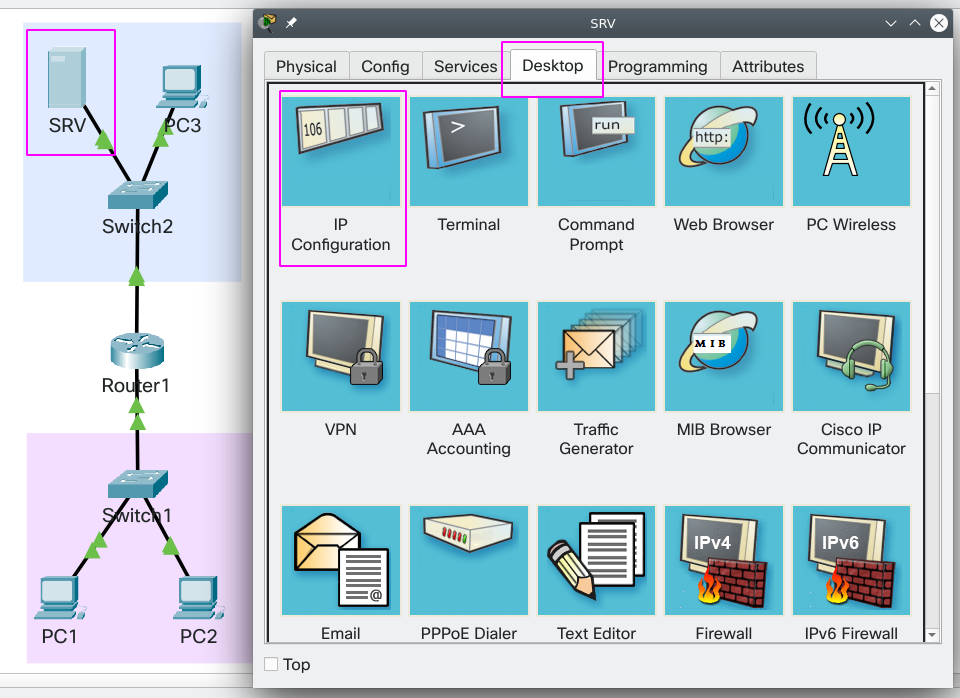 SRV
Physical
Config
Services
Desktop
Programming
Attributes
106
>
run
http:
IP
Configuration
Terminal
Command
Prompt
Web Browser
PC Wireless
MIB
VPN
AAA
Accounting
Traffic
Generator
MIB Browser
Cisco IP
Communicator
@
IPv4
IPv6
Email
PPPoE Dialer
Text Editor
Firewall
IPv6 Firewall
Top
SRV
PC3
Switch2
Router1
Switch1
PC1
PC2